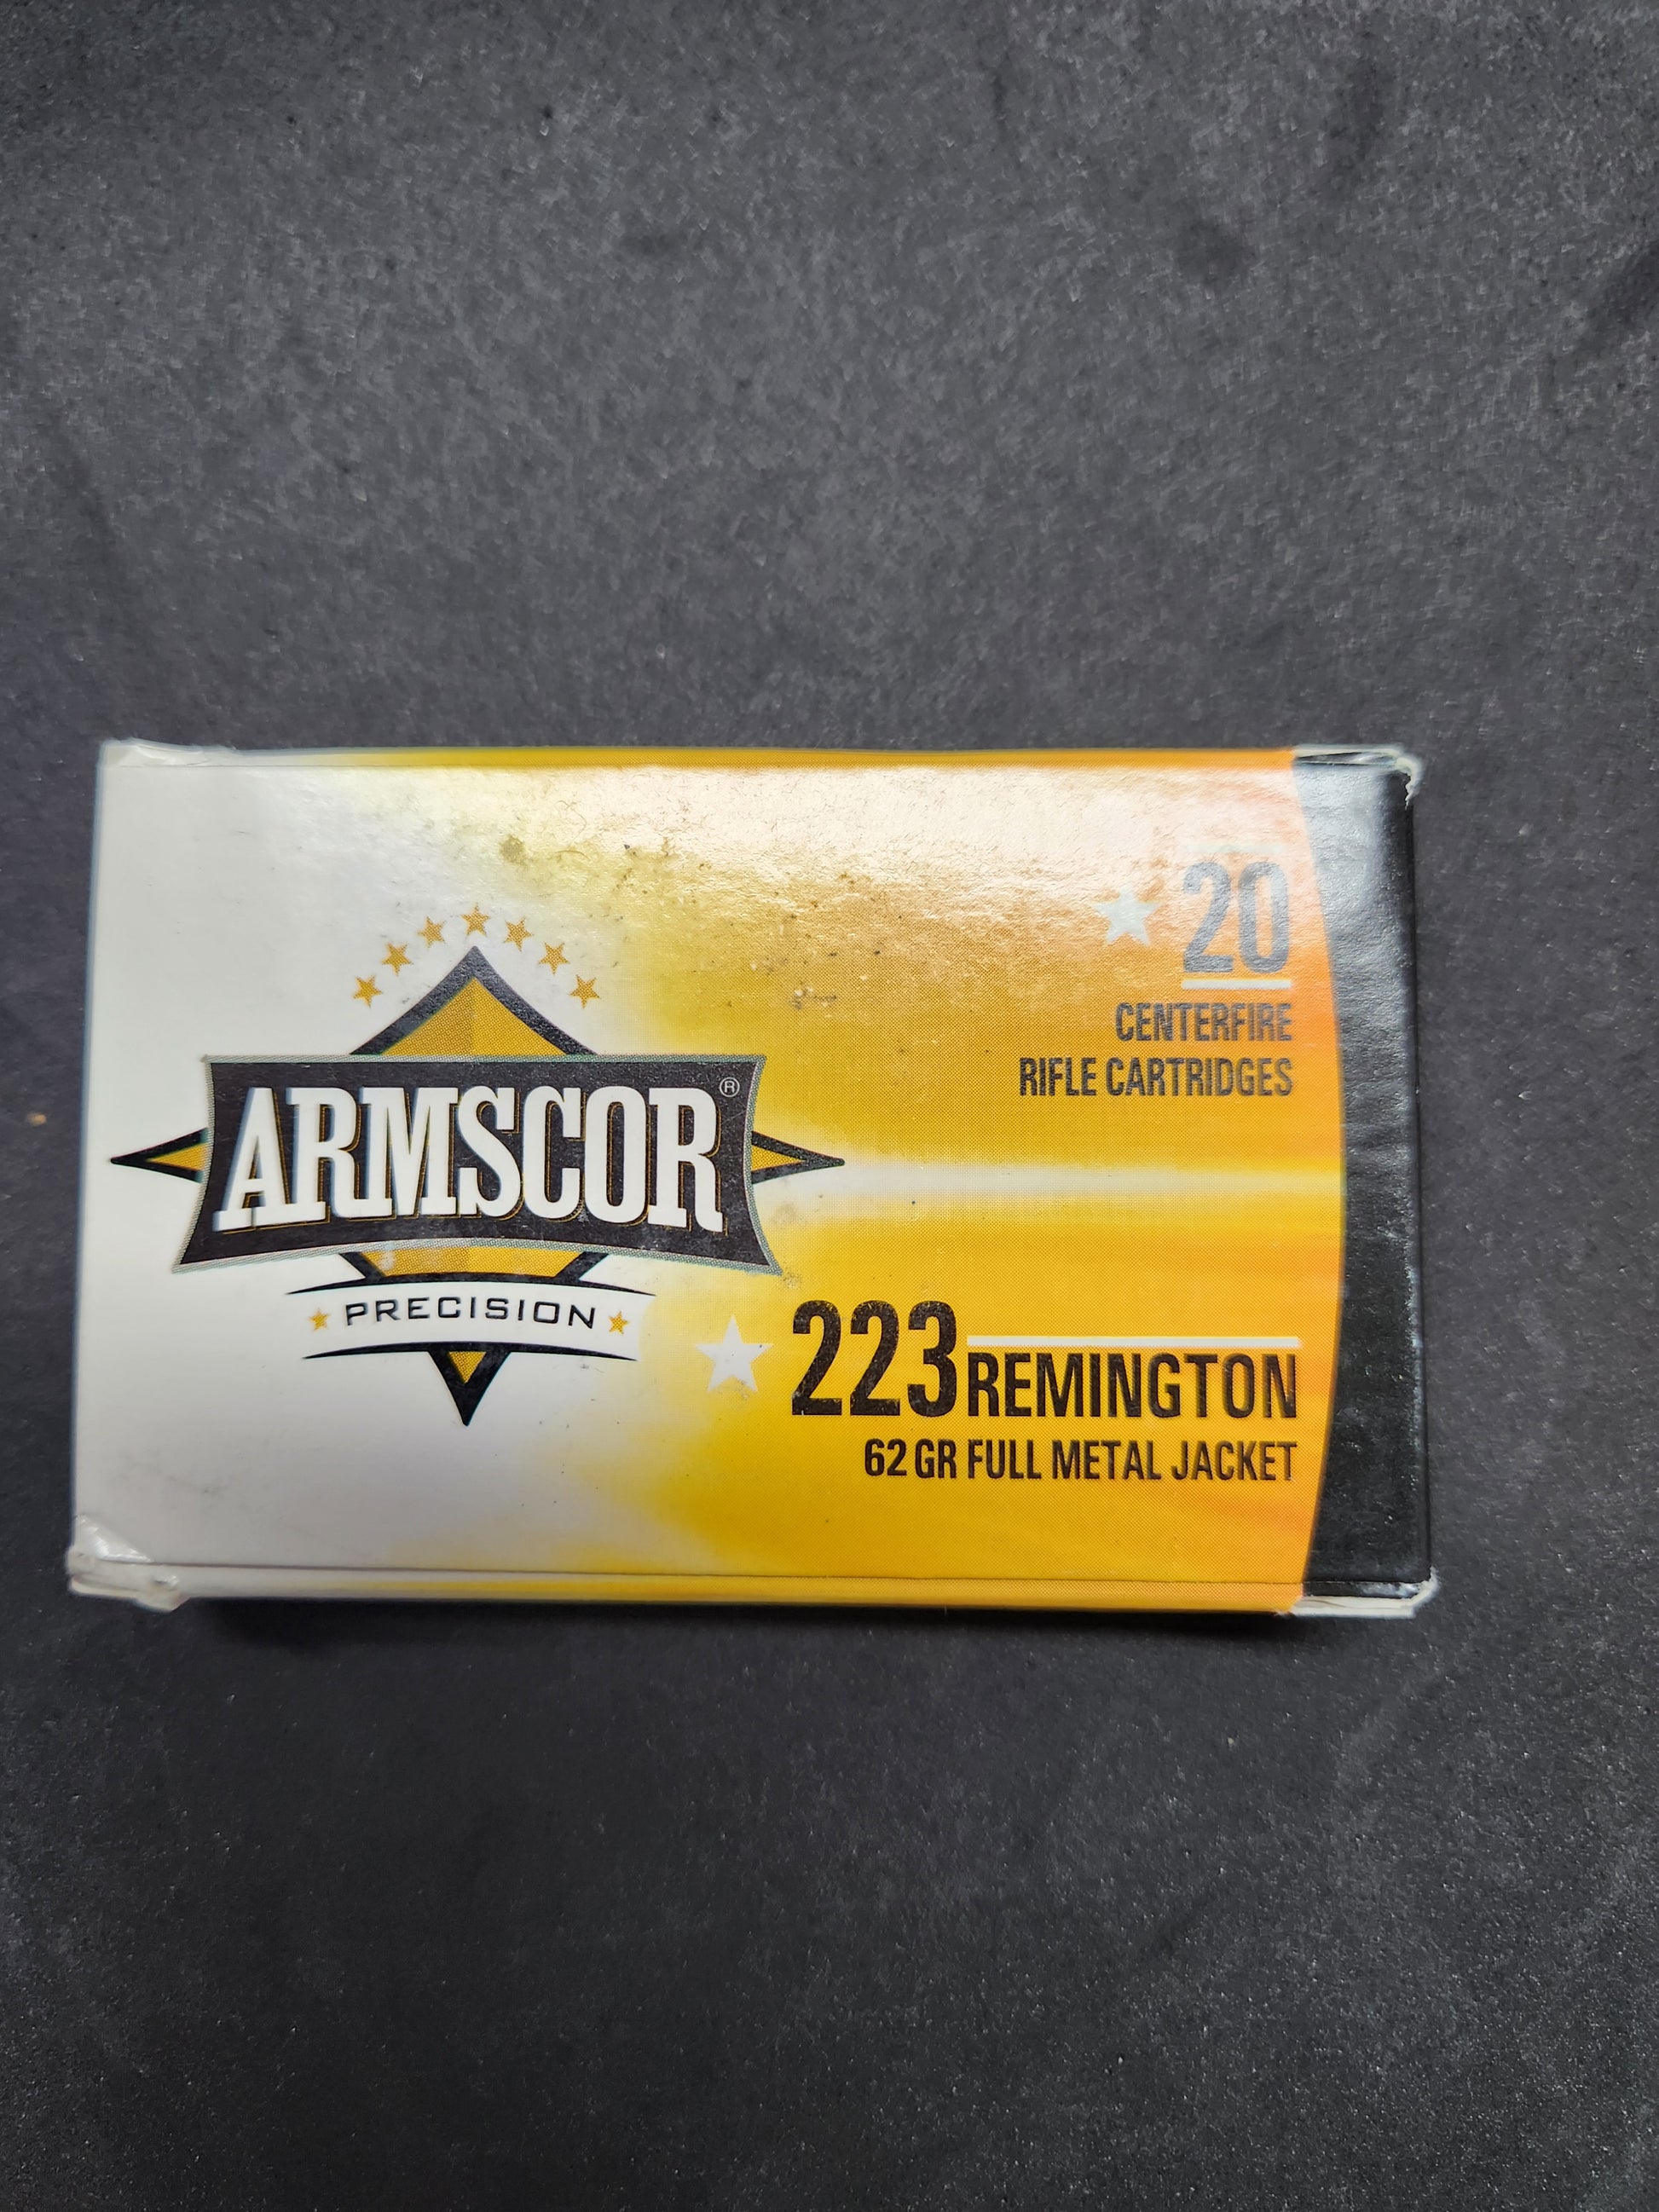 20
CENTERFIRE
RIFLE CARTRIDGES
ARMSCOR®
PRECISION
223 REMINGTON
62 GR FULL METAL JACKET